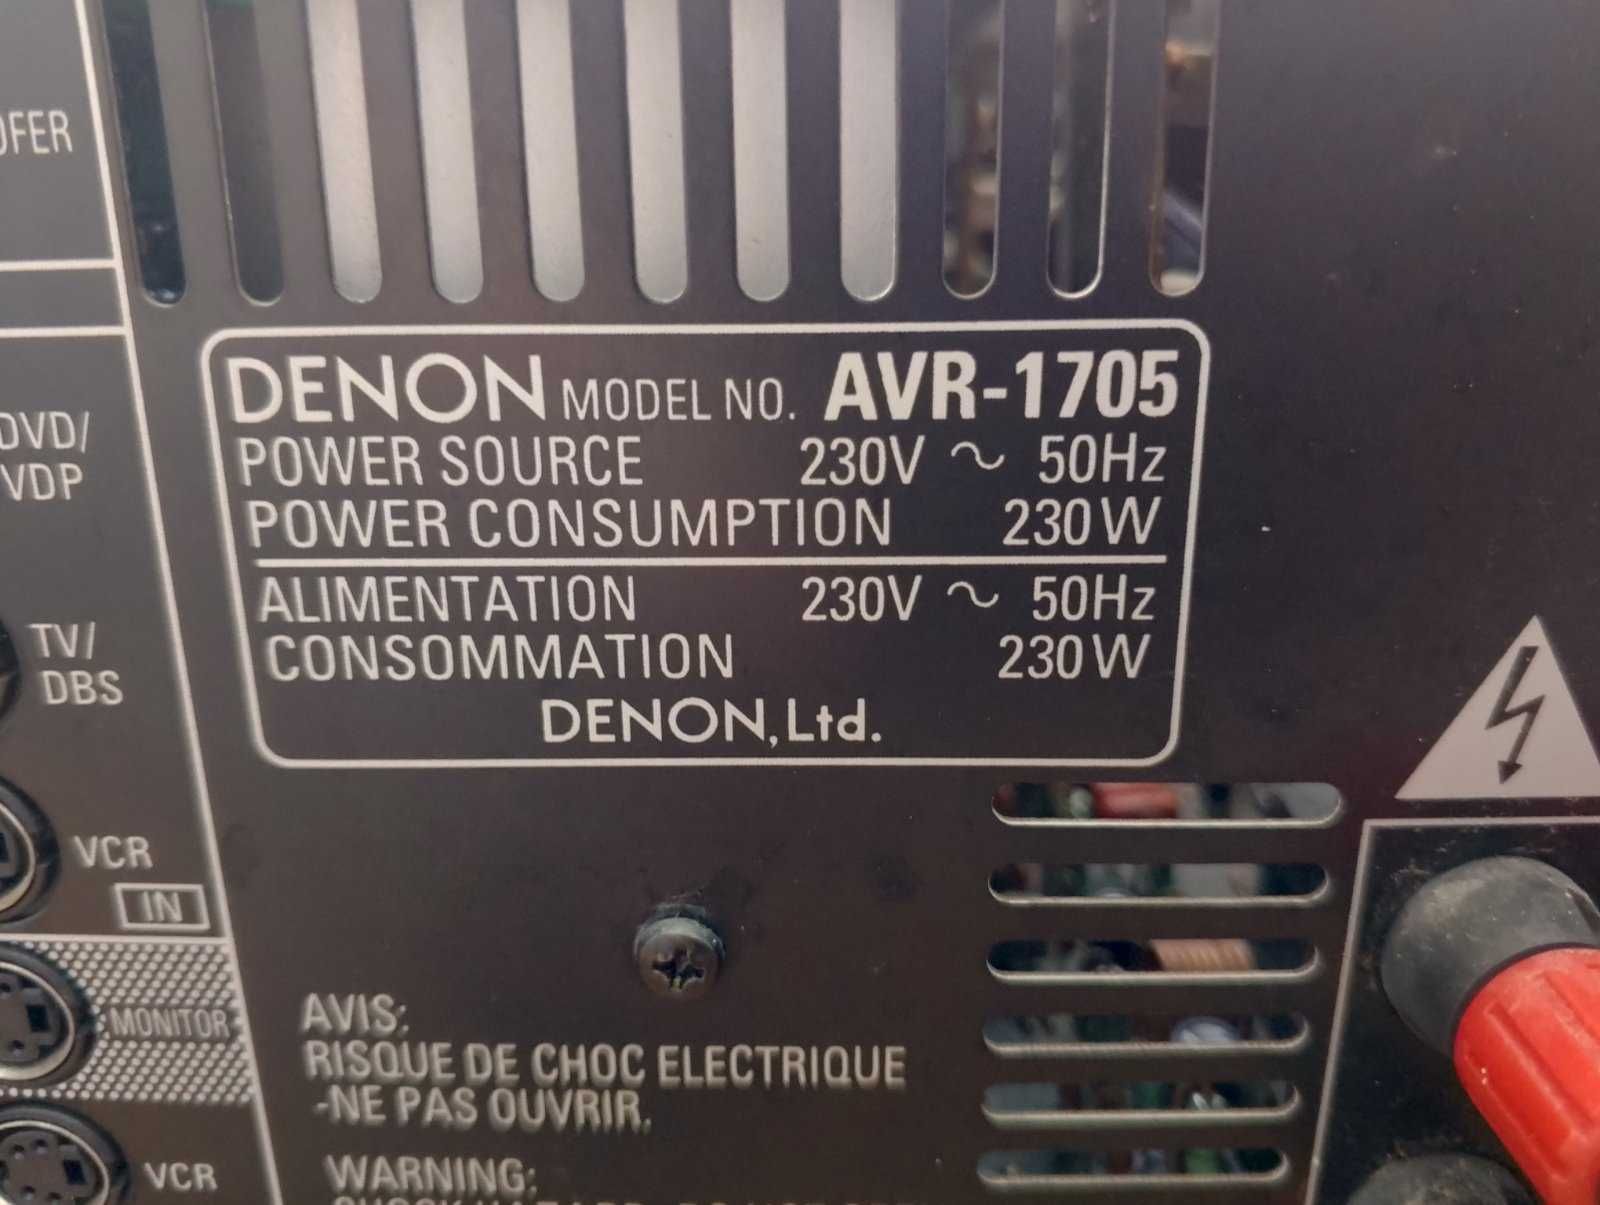 DVD/
VDP
TV/
DBS
VCR
IN
MONITOR
VCR
DENON MODEL NO. AVR-1705
POWER SOURCE 230V ~ 50Hz
POWER CONSUMPTION 230W
ALIMENTATION 230V ~ 50Hz
CONSOMMATION 230W
DENON, Ltd.
AVIS:
RISQUE DE CHOC ELECTRIQUE
-NE PAS OUVRIR.
WARNING: